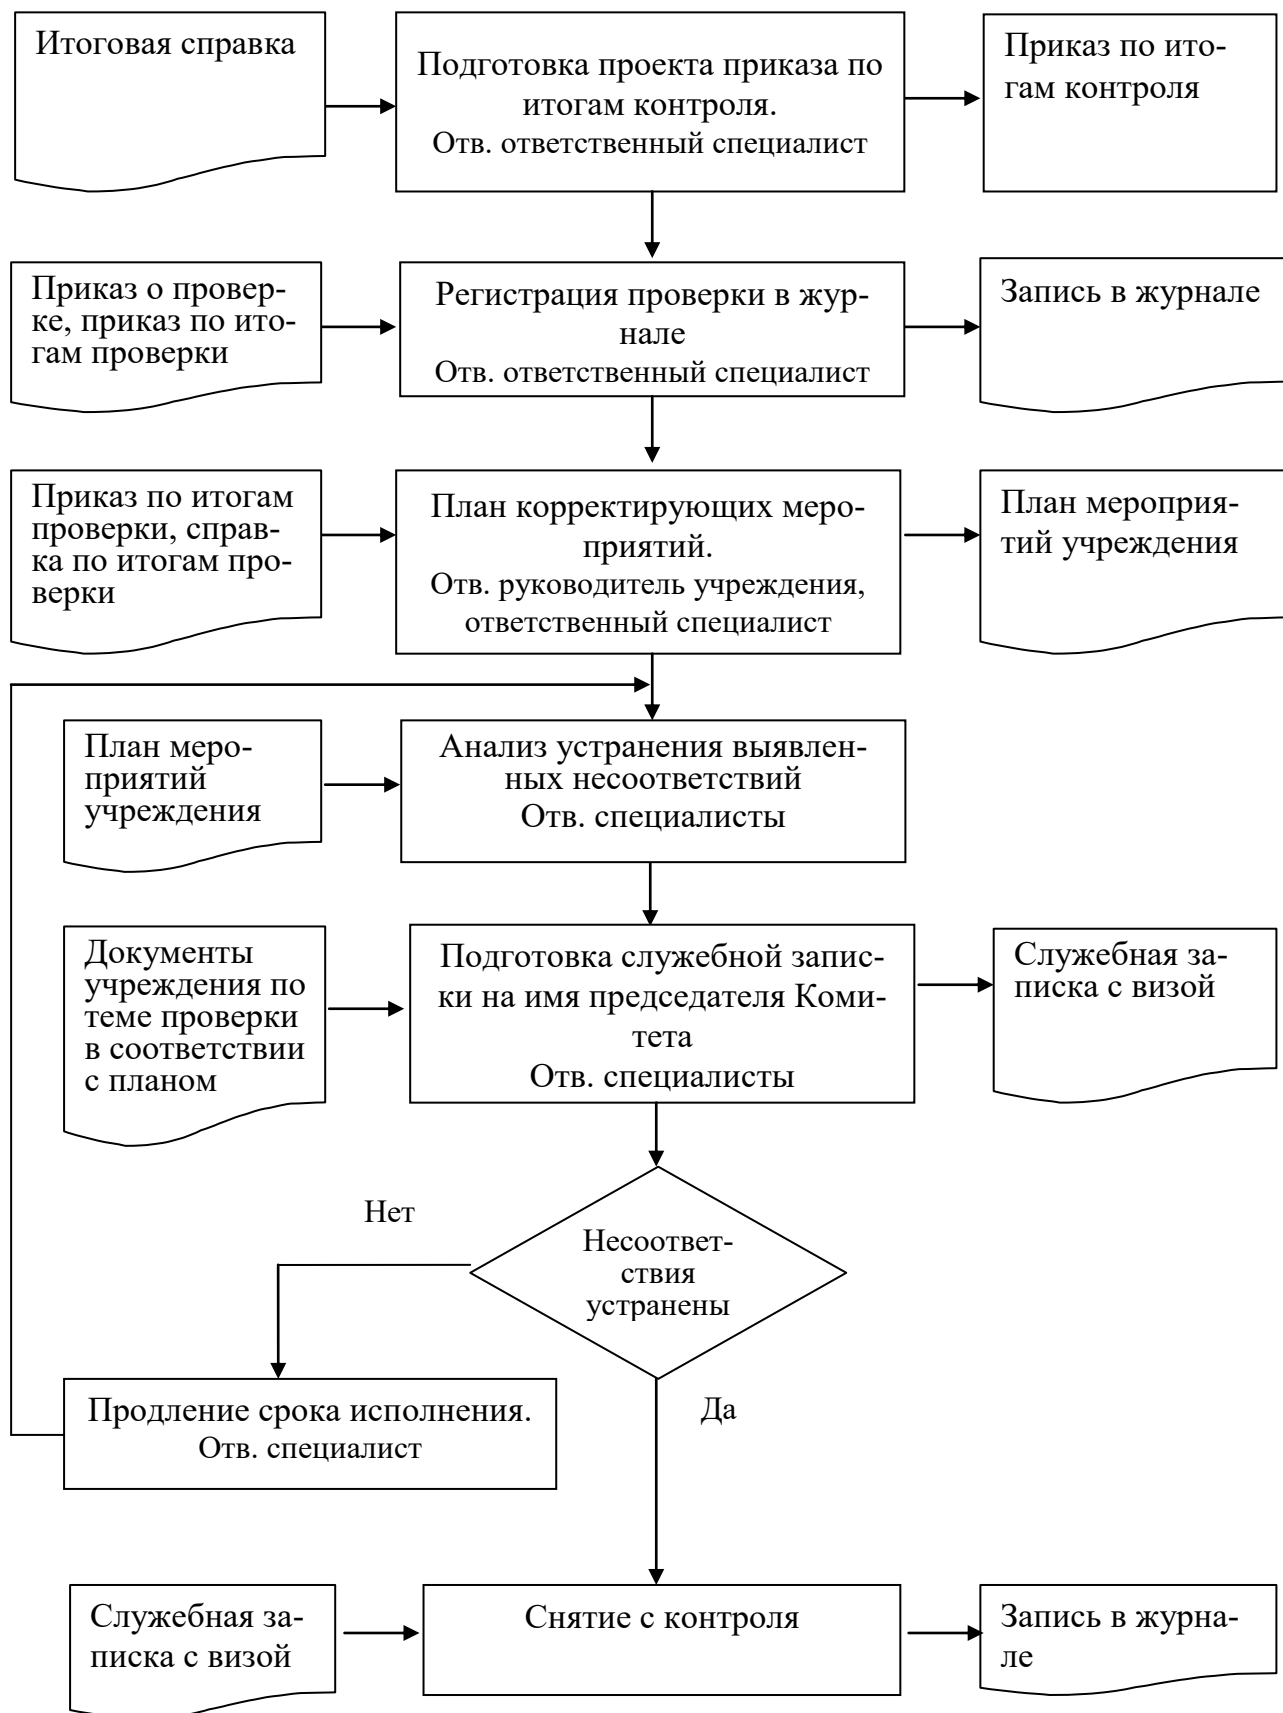 Итоговая справка
Подготовка проекта приказа по
итогам контроля.
Отв. ответственный специалист
Приказ по ито-
гам контроля
Приказ о провер-
ке, приказ по ито-
гам проверки
Регистрация проверки в жур-
нале
Отв. ответственный специалист
Запись в журнале
Приказ по итогам
проверки, справ-
ка по итогам про-
верки
План корректирующих меро-
приятий.
Отв. руководитель учреждения,
ответственный специалист
План мероприя-
тий учреждения
План меро-
приятий
учреждения
Анализ устранения выявлен-
ных несоответствий
Отв. специалисты
Документы
учреждения по
теме проверки
в соответствии
с планом
Подготовка служебной запис-
ки на имя председателя Коми-
тета
Отв. специалисты
Служебная за-
писка с визой
Нет
Несоответ-
ствия
устранены
Продление срока исполнения.
Отв. специалист
Да
Служебная за-
писка с визой
Снятие с контроля
Запись в журна-
ле